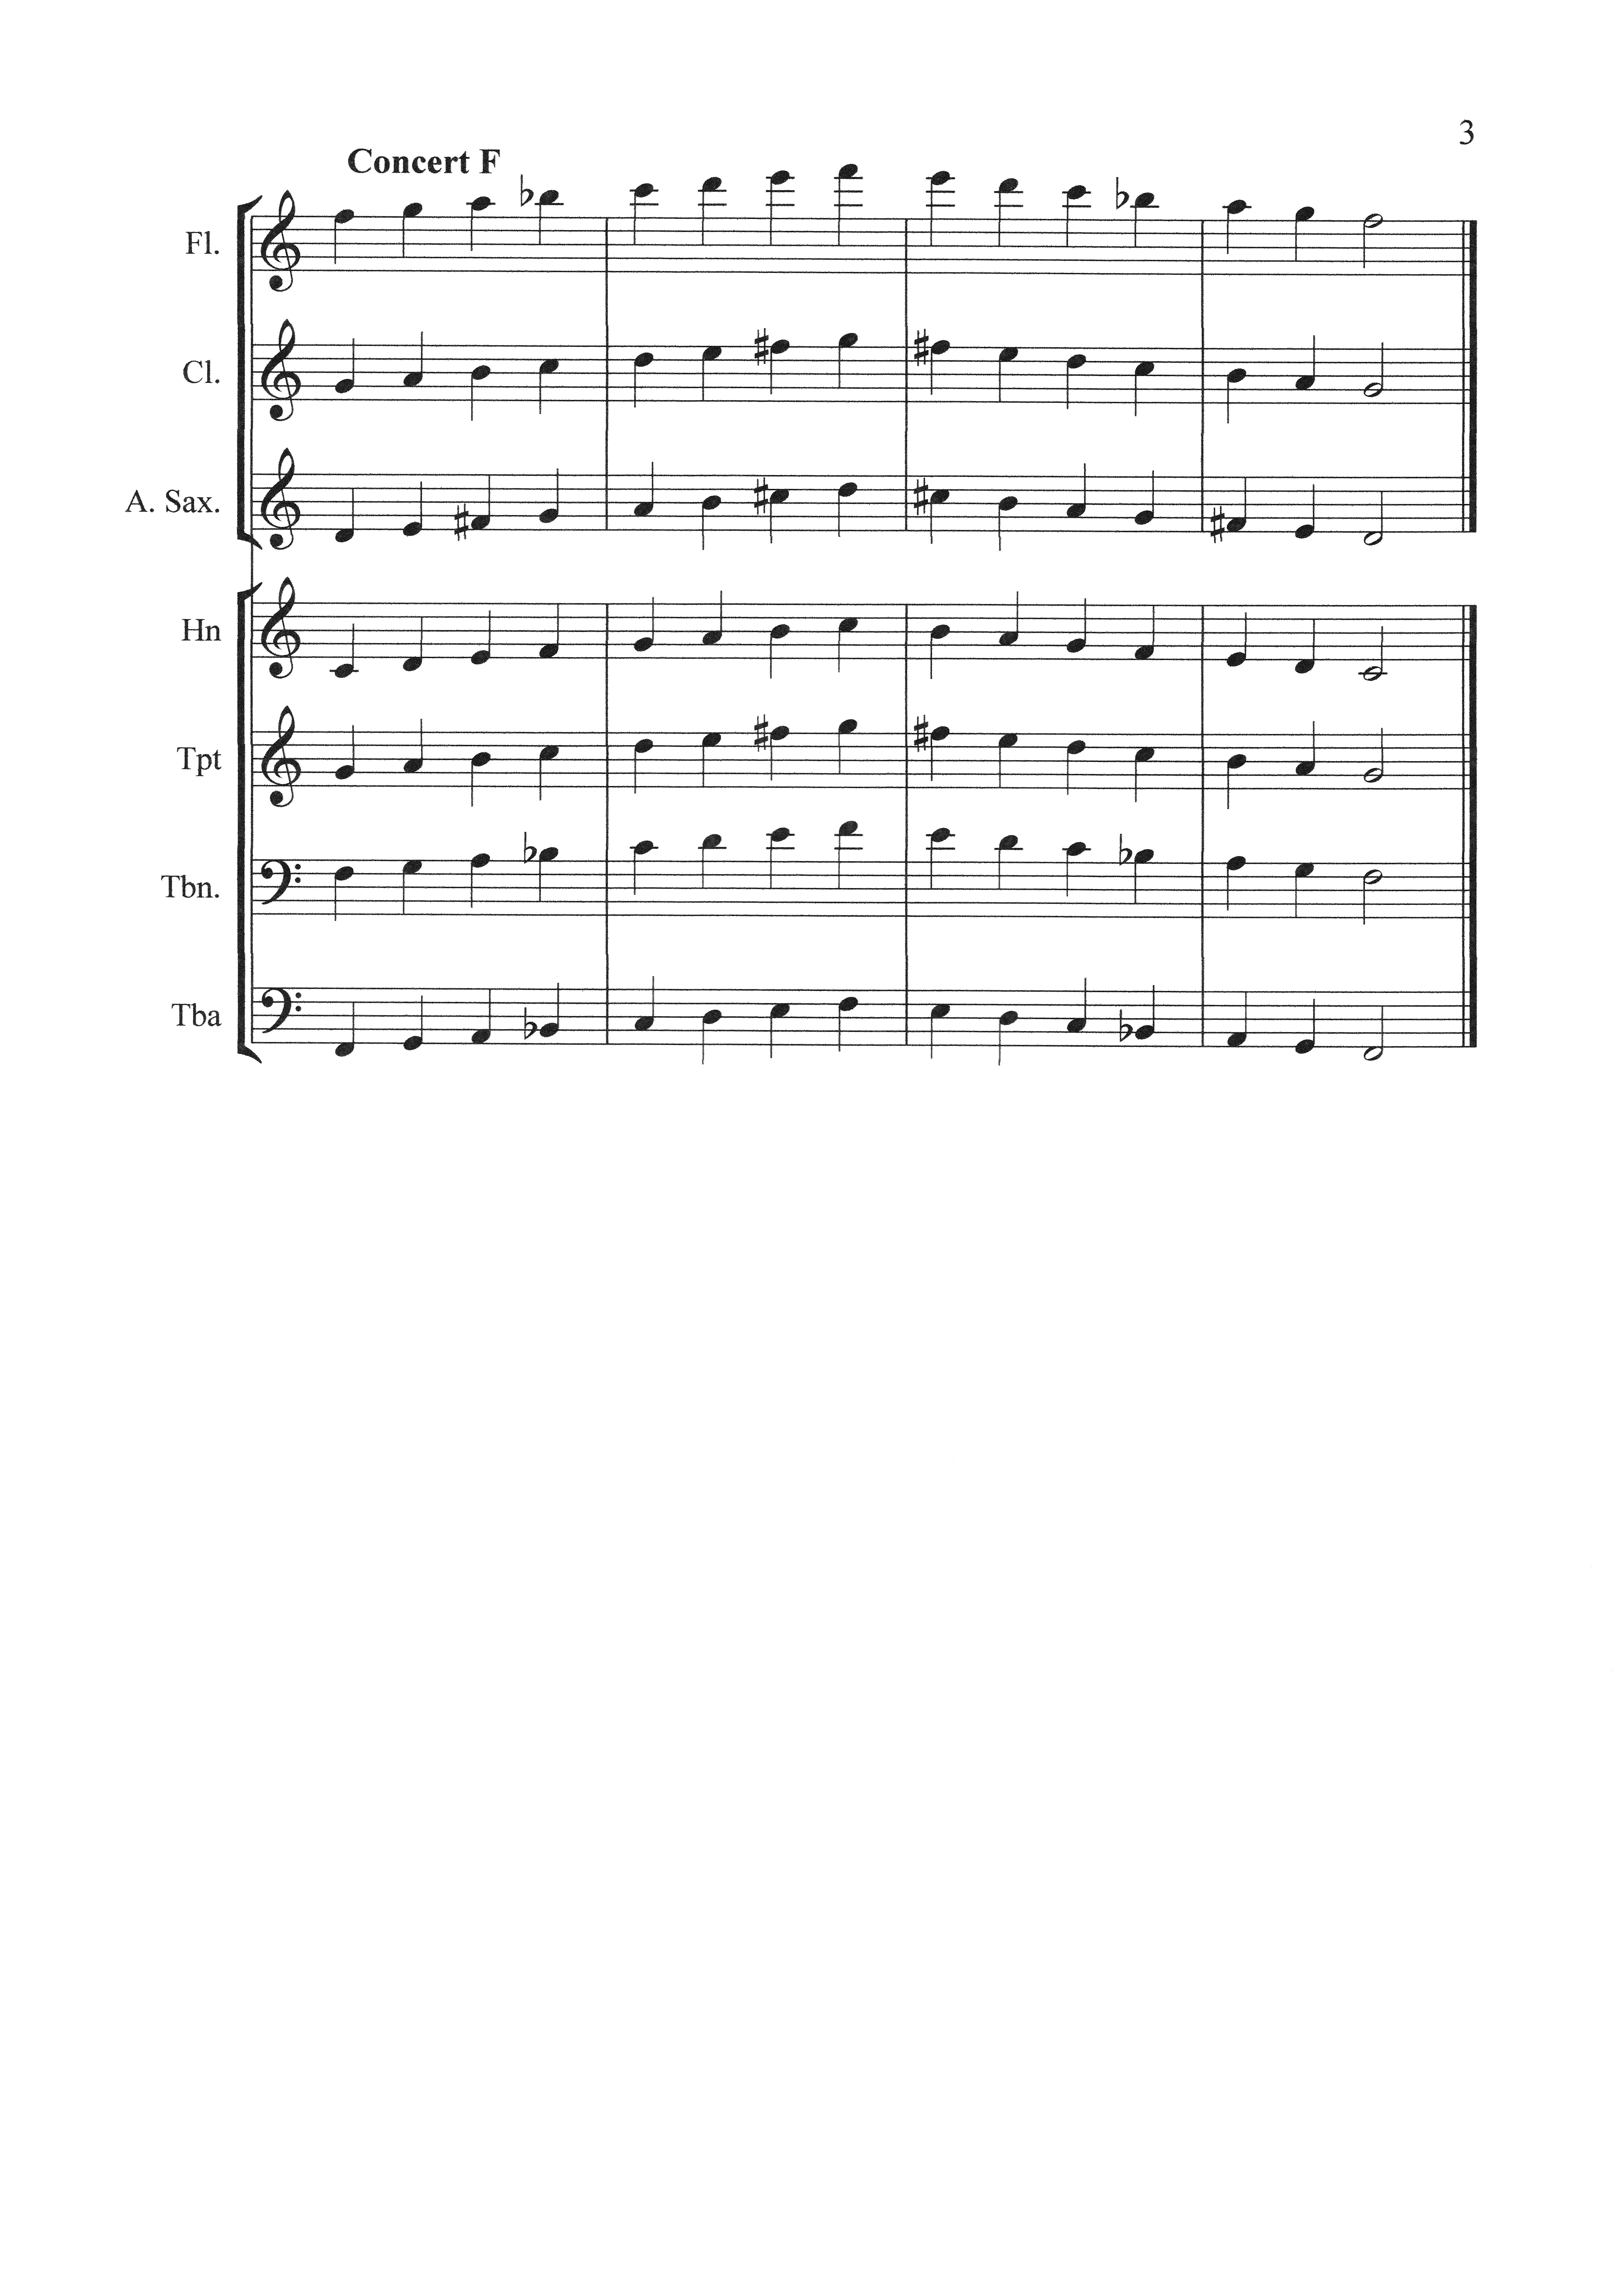 3
Concert F
Fl.
Cl.
A. Sax.
Hn
Tpt
Tbn.
Tba